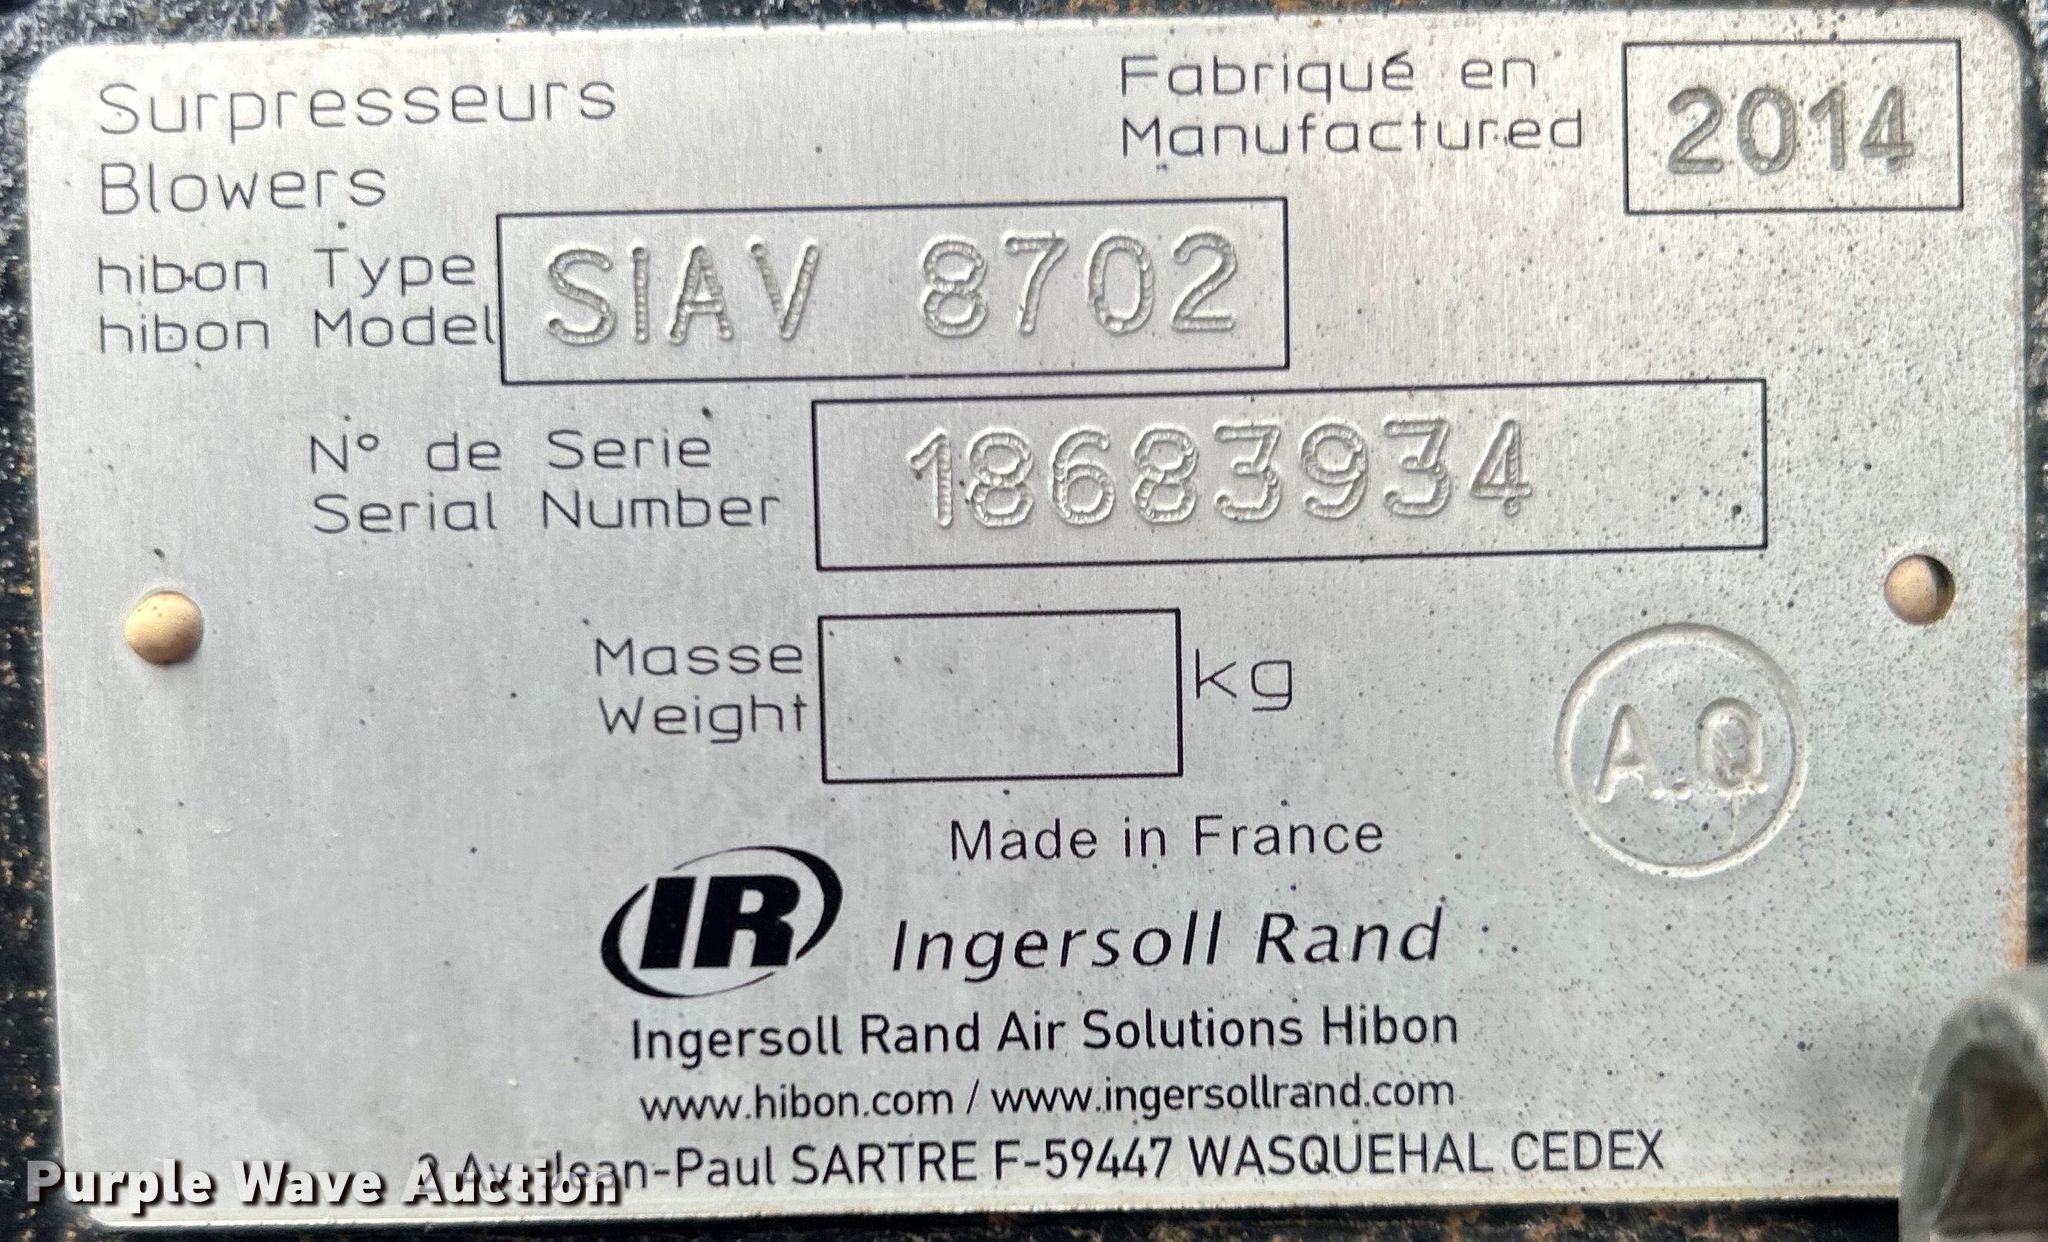 Surpresseurs
Blowers
Fabriqué en
Manufactured
2014
hibon Type
hibon Model
SIAV 8702
N° de Serie
Serial Number
18683934
Masse
Weight
kg
A.Q
Made in France
IR Ingersoll Rand
Ingersoll Rand Air Solutions Hibon
www.hibon.com / www.ingersollrand.com
Jean-Paul SARTRE F-59447 WASQUEHAL CEDEX
Purple Wave Auction